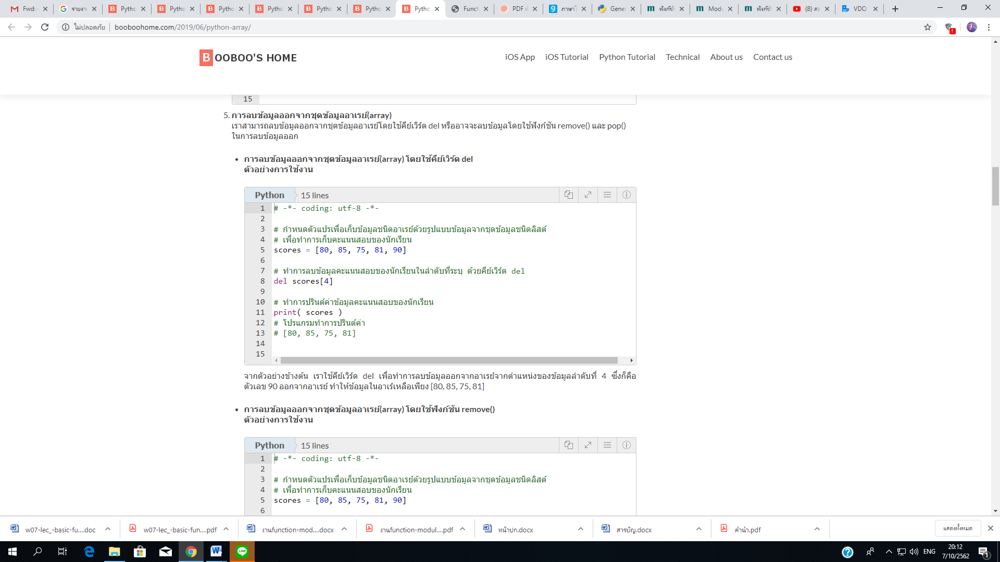 Fwd:
รายงาน
Pytho
Pytho
Pytho
Pytho
Pytho
Pytho
Pytho
Funct
PDF
ภาษา
Gene
ฟังก์ชั
Modu
ฟังก์ชั
(8) สอ
VDO
ไม่ปลอดภัย
booboohome.com/2019/06/python-array/
BOOBOO'S HOME
iOS App
iOS Tutorial
Python Tutorial
Technical
About us
Contact us
15
5. การลบข้อมูลออกจากชุดข้อมูลอาเรย์(array)
เราสามารถลบข้อมูลออกจากชุดข้อมูลอาเรย์โดยใช้คีย์เวิร์ด del หรืออาจจะลบข้อมูลโดยใช้ฟังก์ชัน remove() และ pop()
ในการลบข้อมูลออก
• การลบข้อมูลออกจากชุดข้อมูลอาเรย์(array) โดยใช้คีย์เวิร์ด del
ตัวอย่างการใช้งาน
Python
15 lines
1 # -*- coding: utf-8 -*-
2
3 # กำหนดตัวแปรเพื่อเก็บข้อมูลชนิดอาเรย์ด้วยรูปแบบข้อมูลจากชุดข้อมูลชนิดลิสต์
4 # เพื่อทำการเก็บคะแนนสอบของนักเรียน
5 scores = [80, 85, 75, 81, 90]
6
7 # ทำการลบข้อมูลคะแนนสอบของนักเรียนในลำดับที่ระบุ ด้วยคีย์เวิร์ด del
8 del scores[4]
9
10 # ทำการปรินต์ค่าข้อมูลคะแนนสอบของนักเรียน
11 print( scores )
12 # โปรแกรมทำการปรินต์ค่า
13 # [80, 85, 75, 81]
14
15
จากตัวอย่างข้างต้น เราใช้คีย์เวิร์ด del เพื่อทำการลบข้อมูลออกจากอาเรย์จากตำแหน่งของข้อมูลลำดับที่ 4 ซึ่งก็คือ
ตัวเลข 90 ออกจากอาเรย์ ทำให้ข้อมูลในอาเร์เหลือเพียง [80, 85, 75, 81]
• การลบข้อมูลออกจากชุดข้อมูลอาเรย์(array) โดยใช้ฟังก์ชัน remove()
ตัวอย่างการใช้งาน
Python
15 lines
1 # -*- coding: utf-8 -*-
2
3 # กำหนดตัวแปรเพื่อเก็บข้อมูลชนิดอาเรย์ด้วยรูปแบบข้อมูลจากชุดข้อมูลชนิดลิสต์
4 # เพื่อทำการเก็บคะแนนสอบของนักเรียน
5 scores = [80, 85, 75, 81, 90]
6
w07-lec_-basic-fu....doc
w07-lec_-basic-fun....pdf
งานfunction-mod....docx
งานfunction-modul....pdf
หน้าปก.docx
สารบัญ.docx
คำนำ.pdf
แสดงทั้งหมด
LINE
ENG
20:12
7/10/2562
1